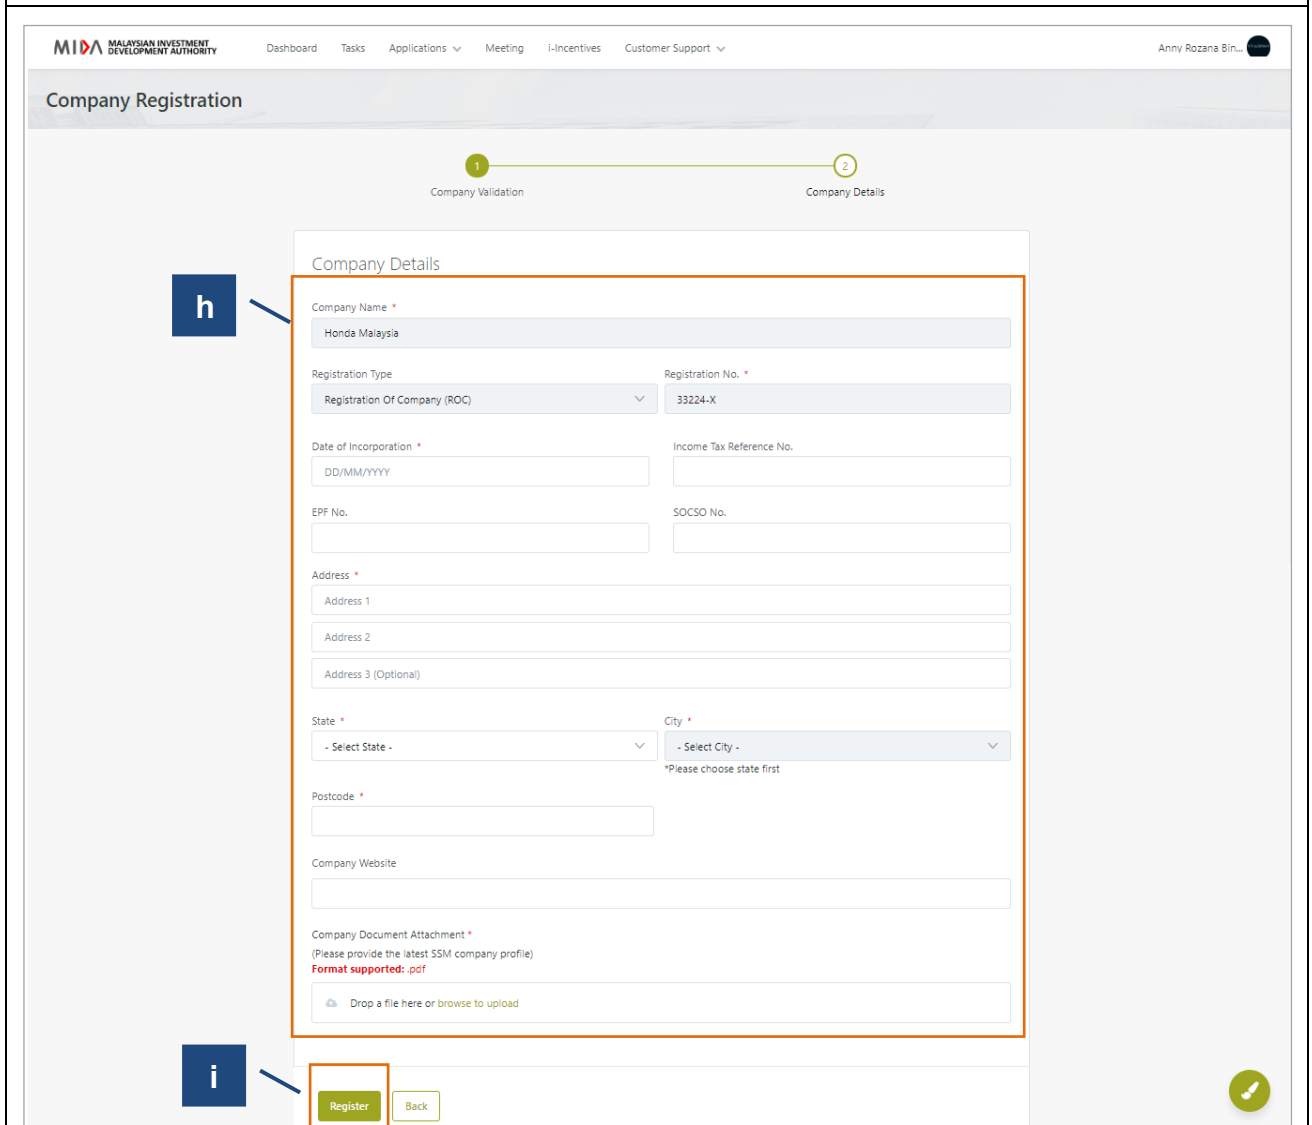 MIDA MALAYSIAN INVESTMENT
DEVELOPMENT AUTHORITY
Dashboard Tasks Applications Meeting i-Incentives Customer Support Anny Rozana Bin...
Company Registration
1 2
Company Validation Company Details
Company Details
h
Company Name *
Honda Malaysia
Registration Type Registration No. *
Registration Of Company (ROC) 33224-X
Date of Incorporation * Income Tax Reference No.
DD/MM/YYYY
EPF No. SOCSO No.
Address *
Address 1
Address 2
Address 3 (Optional)
State * City *
- Select State - - Select City -
*Please choose state first
Postcode *
Company Website
Company Document Attachment *
(Please provide the latest SSM company profile)
Format supported: .pdf
Drop a file here or browse to upload
i
Register Back